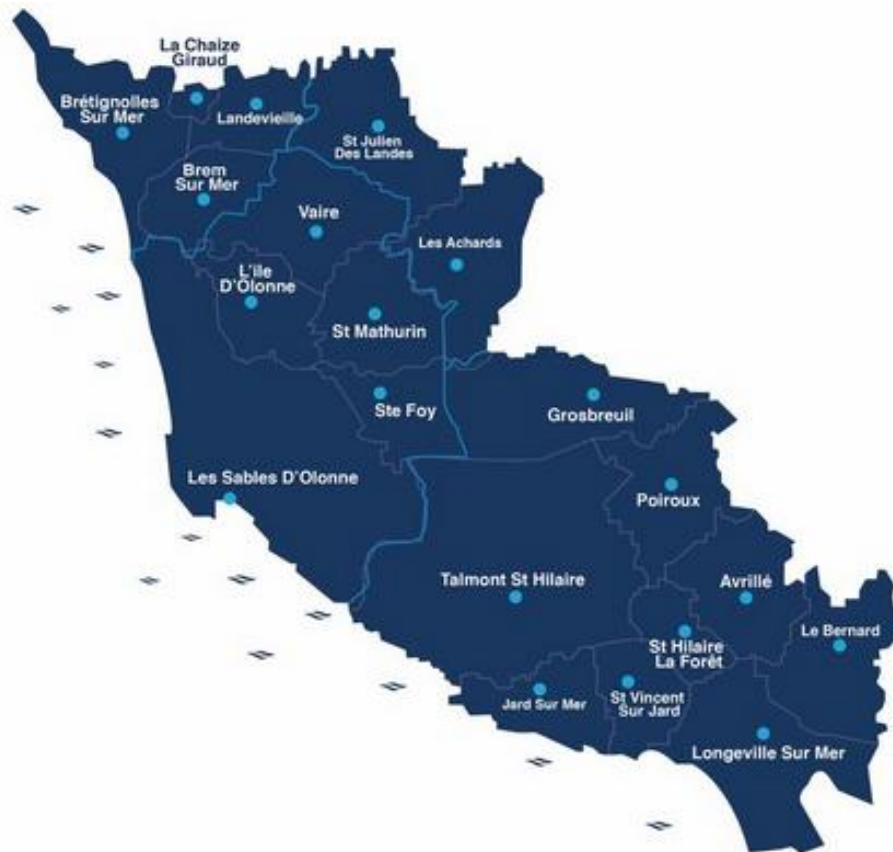 La Chaize
Giraud
Brétignolles
Sur Mer
Landevieille
St Julien
Des Landes
Brem
Sur Mer
Vaire
Les Achards
L'ile
D'Olonne
St Mathurin
Ste Foy
Grosbreuil
Les Sables D'Olonne
Poiroux
Talmont St Hilaire
Avrillé
Le Bernard
St Hilaire
La Forêt
Jard Sur Mer
St Vincent
Sur Jard
Longeville Sur Mer